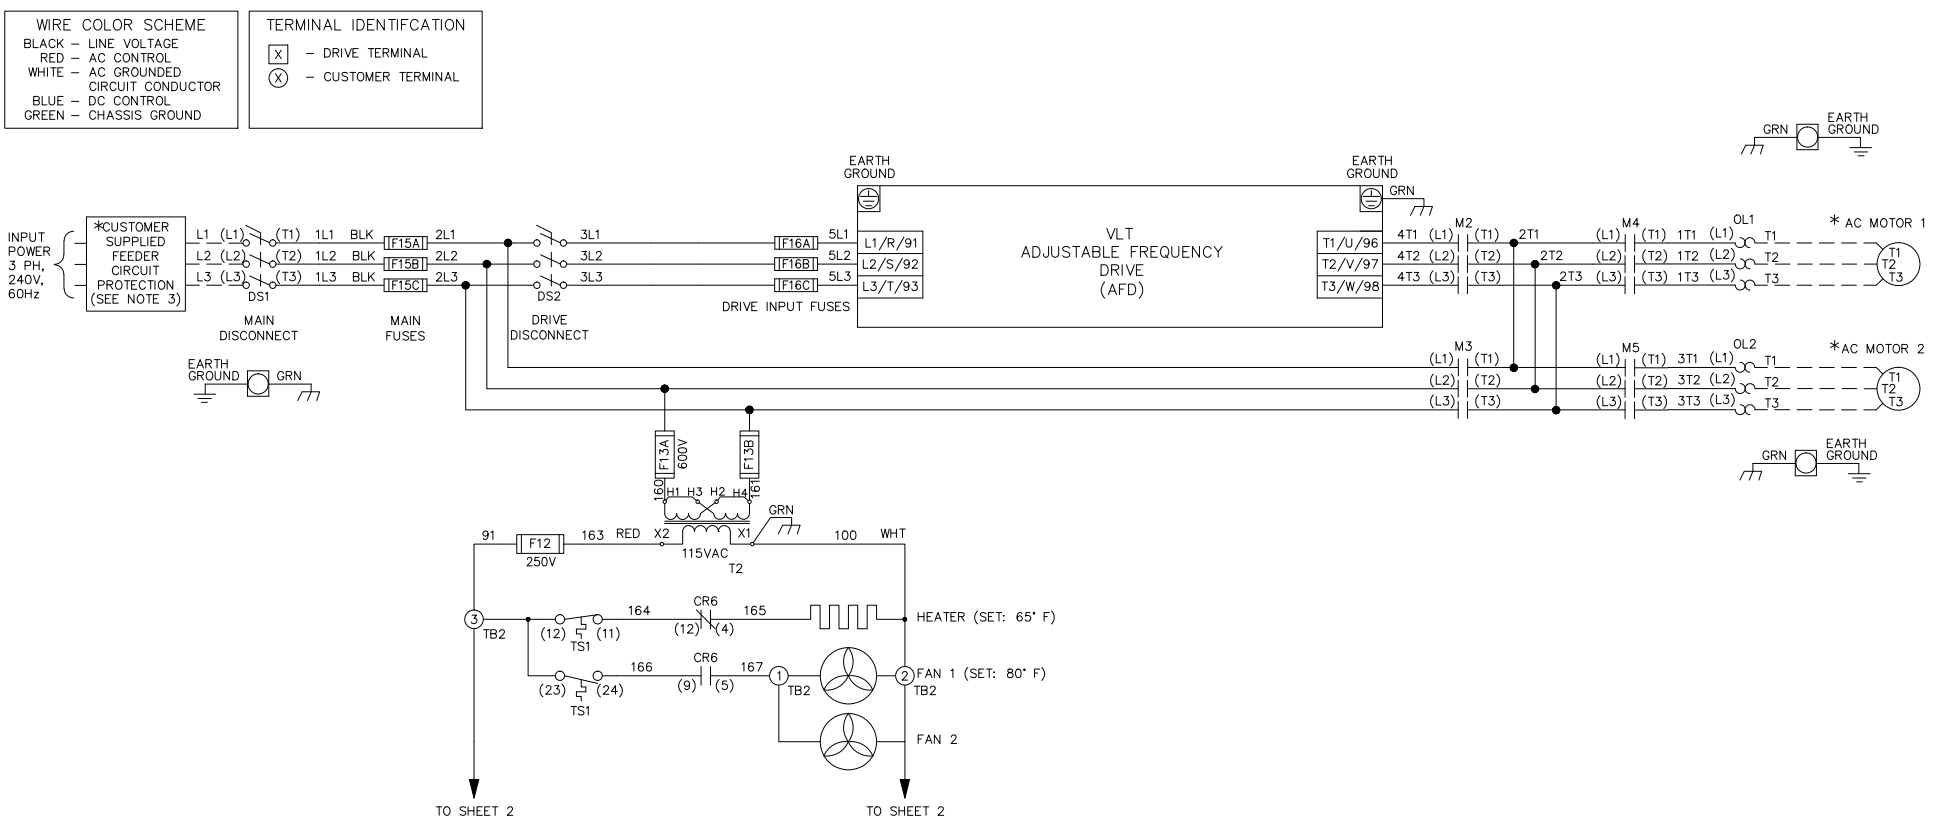 WIRE COLOR SCHEME
BLACK – LINE VOLTAGE
RED – AC CONTROL
WHITE – AC GROUNDED
CIRCUIT CONDUCTOR
BLUE – DC CONTROL
GREEN – CHASSIS GROUND
TERMINAL IDENTIFCATION
X – DRIVE TERMINAL
X – CUSTOMER TERMINAL
EARTH
GRN GROUND
EARTH
GROUND
EARTH
GROUND
GRN
INPUT
POWER
3 PH,
240V,
60Hz
*CUSTOMER
SUPPLIED
FEEDER
CIRCUIT
PROTECTION
(SEE NOTE 3)
L1 (L1) (T1) 1L1 BLK F15A 2L1 3L1 F16A 5L1 L1/R/91
L2 (L2) (T2) 1L2 BLK F15B 2L2 3L2 F16B 5L2 L2/S/92
L3 (L3) (T3) 1L3 BLK F15C 2L3 3L3 F16C 5L3 L3/T/93
DS1
MAIN
DISCONNECT
MAIN
FUSES
DS2
DRIVE
DISCONNECT
DRIVE INPUT FUSES
VLT
ADJUSTABLE FREQUENCY
DRIVE
(AFD)
M2 M4 OL1 * AC MOTOR 1
T1/U/96 4T1 (L1) (T1) 2T1 (L1) (T1) 1T1 (L1) T1 T1
T2/V/97 4T2 (L2) (T2) 2T2 (L2) (T2) 1T2 (L2) T2 T2
T3/W/98 4T3 (L3) (T3) 2T3 (L3) (T3) 1T3 (L3) T3 T3
EARTH
GROUND GRN
M3 M5 OL2 *AC MOTOR 2
(L1) (T1) (L1) (T1) 3T1 (L1) T1 T1
(L2) (T2) (L2) (T2) 3T2 (L2) T2 T2
(L3) (T3) (L3) (T3) 3T3 (L3) T3 T3
EARTH
GRN GROUND
F13A
600V
F13B
160 H1 H3 H2 H4 161
GRN
91 F12 163 RED X2 X1 100 WHT
250V
115VAC
T2
3
TB2
(12) (11)
TS1
164
CR6
(12) (4)
165
HEATER (SET: 65° F)
(23) (24)
TS1
166
CR6
(9) (5)
167
1
TB2
2
TB2
FAN 1 (SET: 80° F)
FAN 2
TO SHEET 2
TO SHEET 2